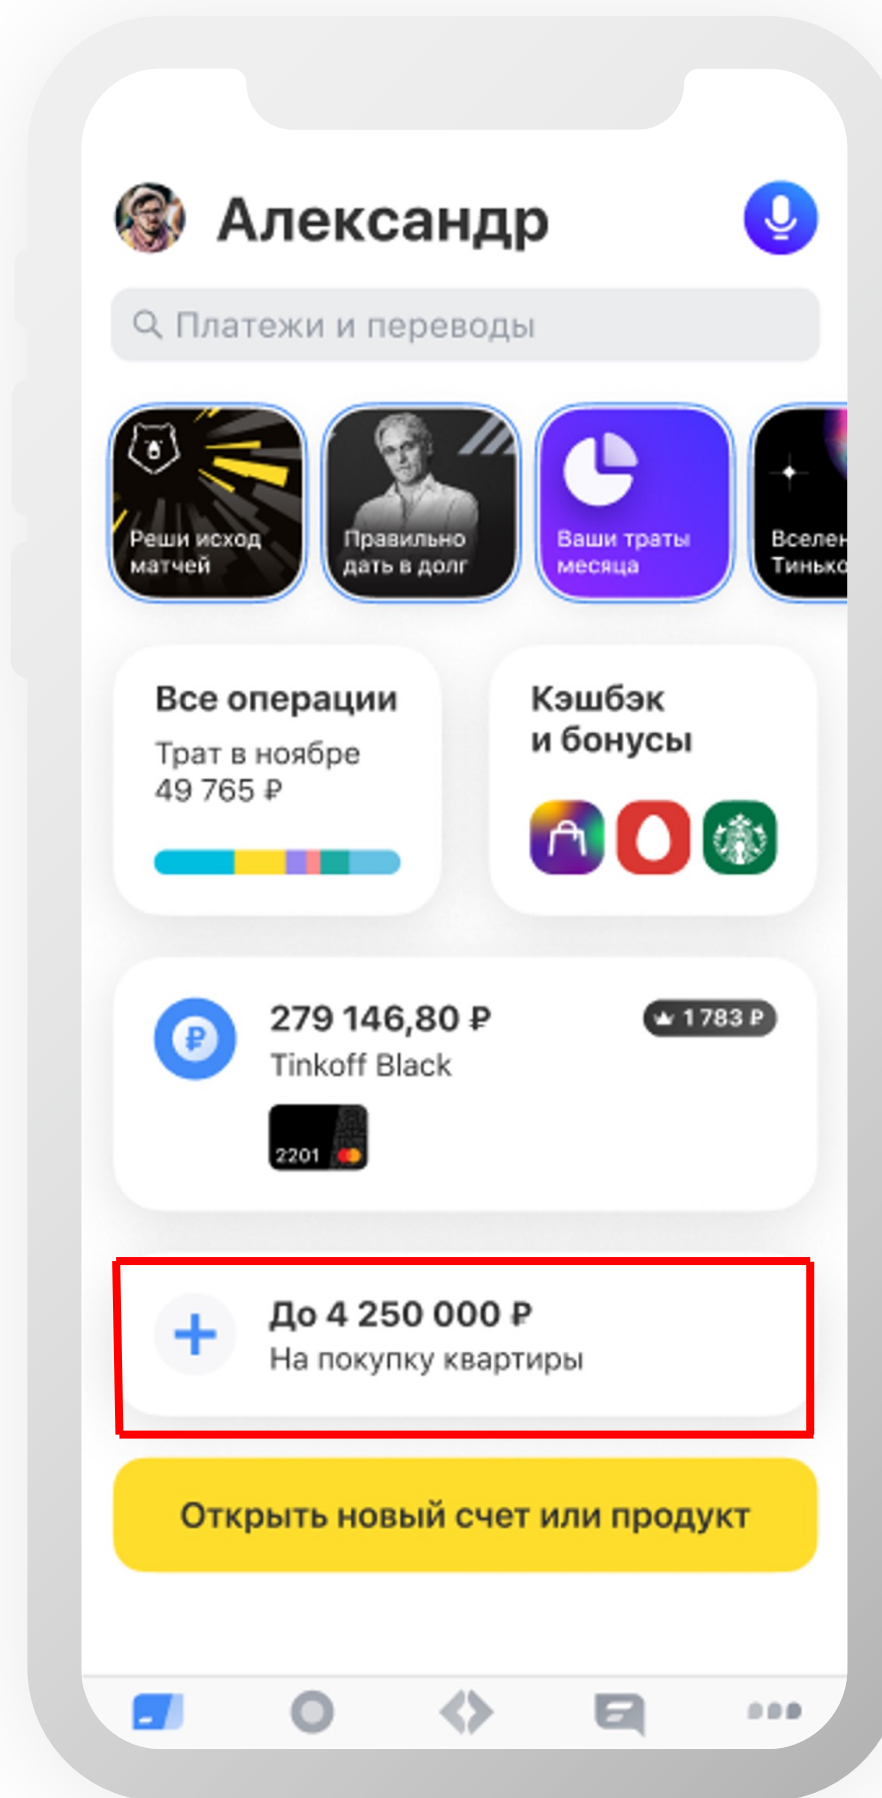 Александр
Платежи и переводы
Реши исход
матчей
Правильно
дать в долг
Ваши траты
месяца
Вселен
Тинько
Все операции
Трат в ноябре
49 765 ₽
Кэшбэк
и бонусы
279 146,80 ₽
1 783 ₽
Tinkoff Black
2201
До 4 250 000 ₽
На покупку квартиры
Открыть новый счет или продукт